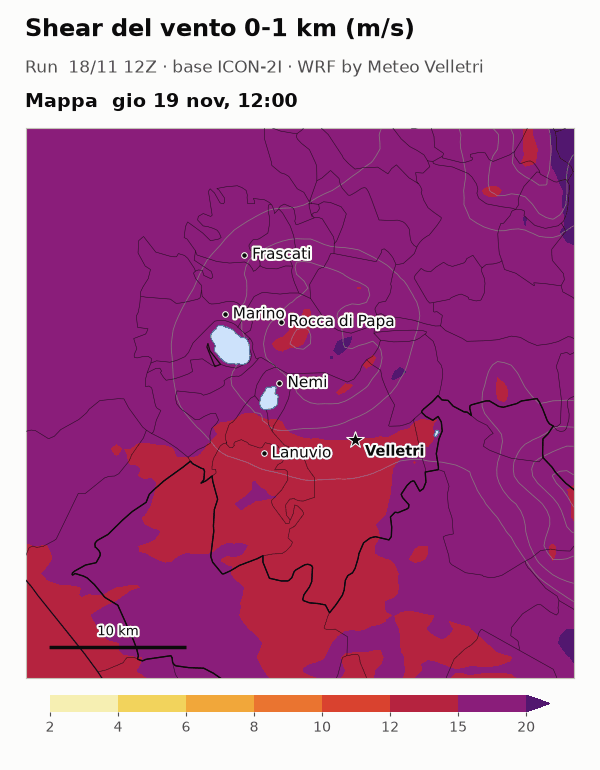 Shear del vento 0-1 km (m/s)
Run  18/11 12Z · base ICON-2I · WRF by Meteo Velletri
Mappa  gio 19 nov, 12:00
Frascati
Marino
Rocca di Papa
Nemi
Velletri
Lanuvio
10 km
2 4 6 8 10 12 15 20